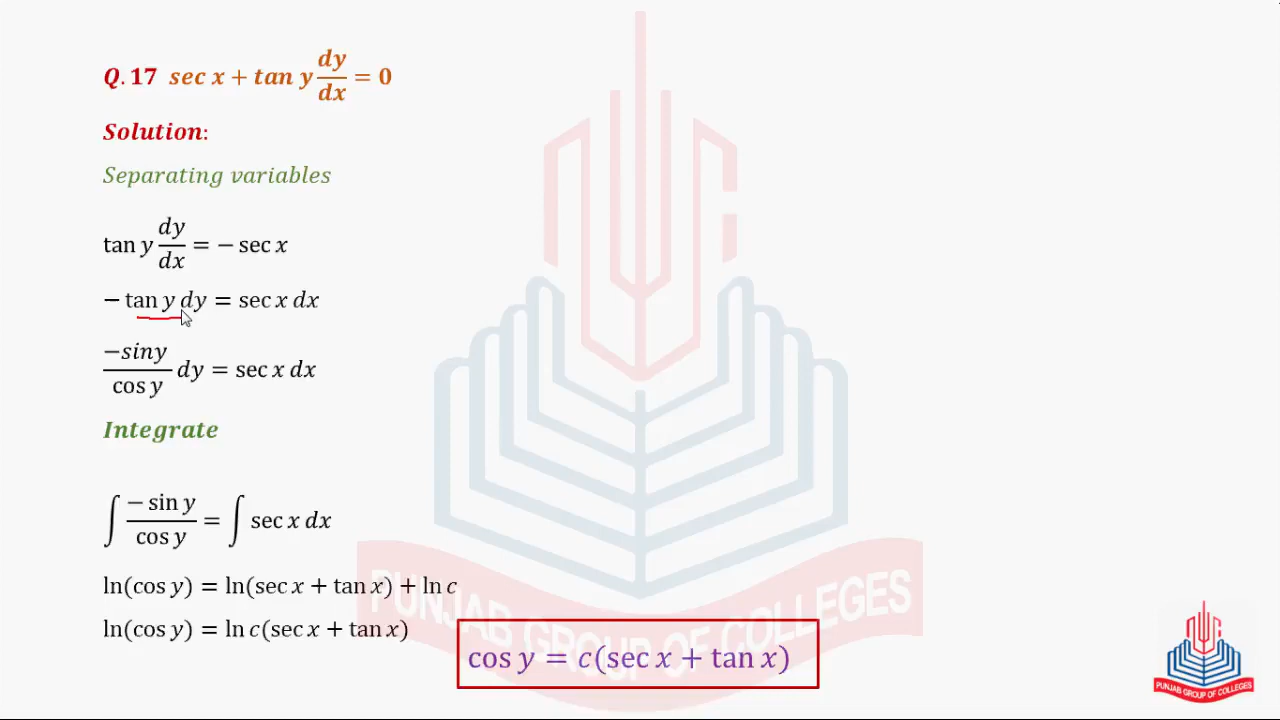 Q. 17 sec x + tan y dy/dx = 0
Solution:
Separating variables
tan y dy/dx = − sec x
− tan y dy = sec x dx
−siny/cos y dy = sec x dx
Integrate
∫ − sin y/cos y = ∫ sec x dx
ln(cos y) = ln(sec x + tan x) + ln c
ln(cos y) = ln c(sec x + tan x)
cos y = c(sec x + tan x)
PUNJAB GROUP OF COLLEGES
PUNJAB GROUP OF COLLEGES